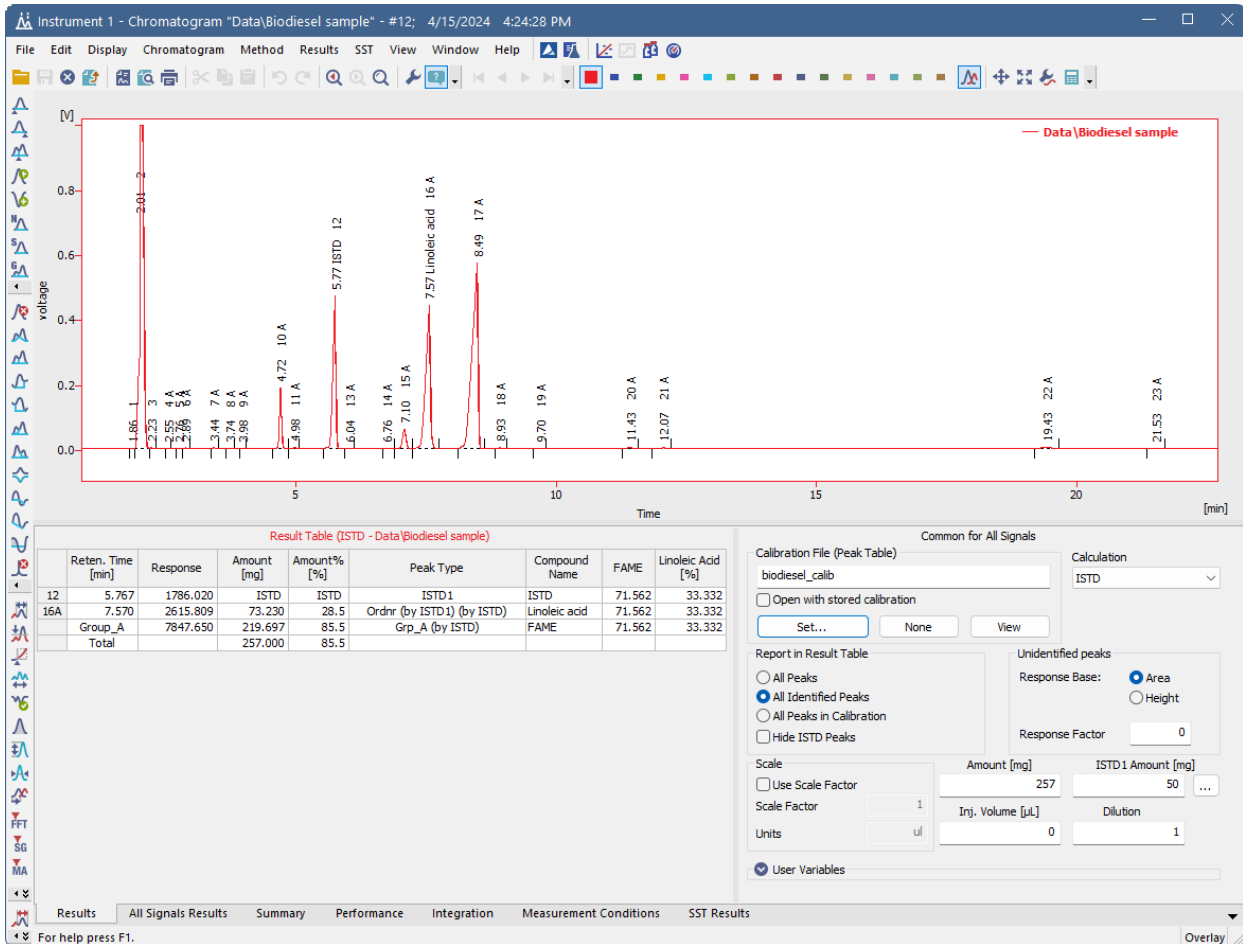 Instrument 1 - Chromatogram "Data\Biodiesel sample" - #12; 4/15/2024 4:24:28 PM
File Edit Display Chromatogram Method Results SST View Window Help
[V]
Data\Biodiesel sample
0.8
0.6
0.4
0.2
0.0
voltage
1.86 1
2.01 2
2.23 3
2.55 4 A
2.76 5 A
2.89 6 A
3.44 7 A
3.74 8 A
3.98 9 A
4.72 10 A
4.98 11 A
5.77 ISTD 12
6.04 13 A
6.76 14 A
7.10 15 A
7.57 Linoleic acid 16 A
8.49 17 A
8.93 18 A
9.70 19 A
11.43 20 A
12.07 21 A
19.43 22 A
21.53 23 A
5 10 15 20
Time [min]
Result Table (ISTD - Data\Biodiesel sample)
Reten. Time [min] Response Amount [mg] Amount% [%] Peak Type Compound Name FAME Linoleic Acid [%]
12 5.767 1786.020 ISTD ISTD ISTD1 ISTD 71.562 33.332
16A 7.570 2615.809 73.230 28.5 Ordnr (by ISTD1) (by ISTD) Linoleic acid 71.562 33.332
Group_A 7847.650 219.697 85.5 Grp_A (by ISTD) FAME 71.562 33.332
Total 257.000 85.5
Common for All Signals
Calibration File (Peak Table)
biodiesel_calib
Open with stored calibration
Set... None View
Calculation
ISTD
Report in Result Table
All Peaks
All Identified Peaks
All Peaks in Calibration
Hide ISTD Peaks
Unidentified peaks
Response Base: Area
Height
Response Factor 0
Scale
Use Scale Factor
Scale Factor 1
Units ul
Amount [mg] ISTD1 Amount [mg]
257 50 ...
Inj. Volume [µL] Dilution
0 1
User Variables
FFT
SG
MA
Results All Signals Results Summary Performance Integration Measurement Conditions SST Results
For help press F1.
Overlay